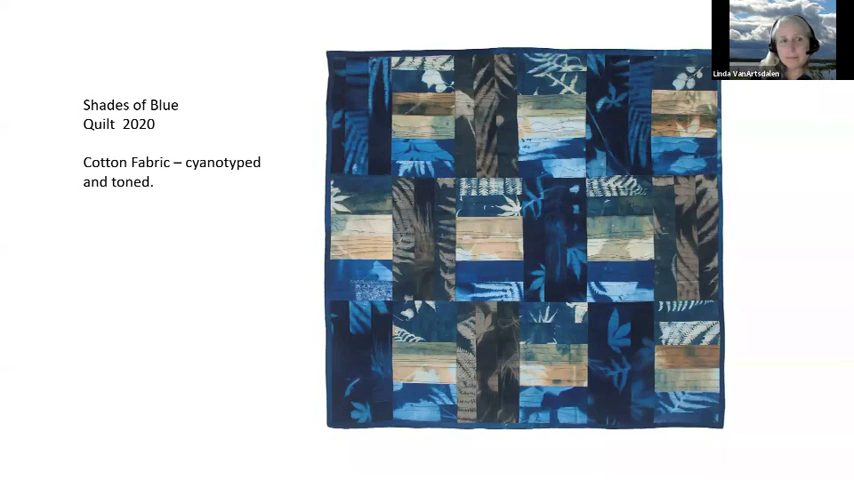 Linda VanArtsdalen
Shades of Blue
Quilt  2020
Cotton Fabric – cyanotyped
and toned.